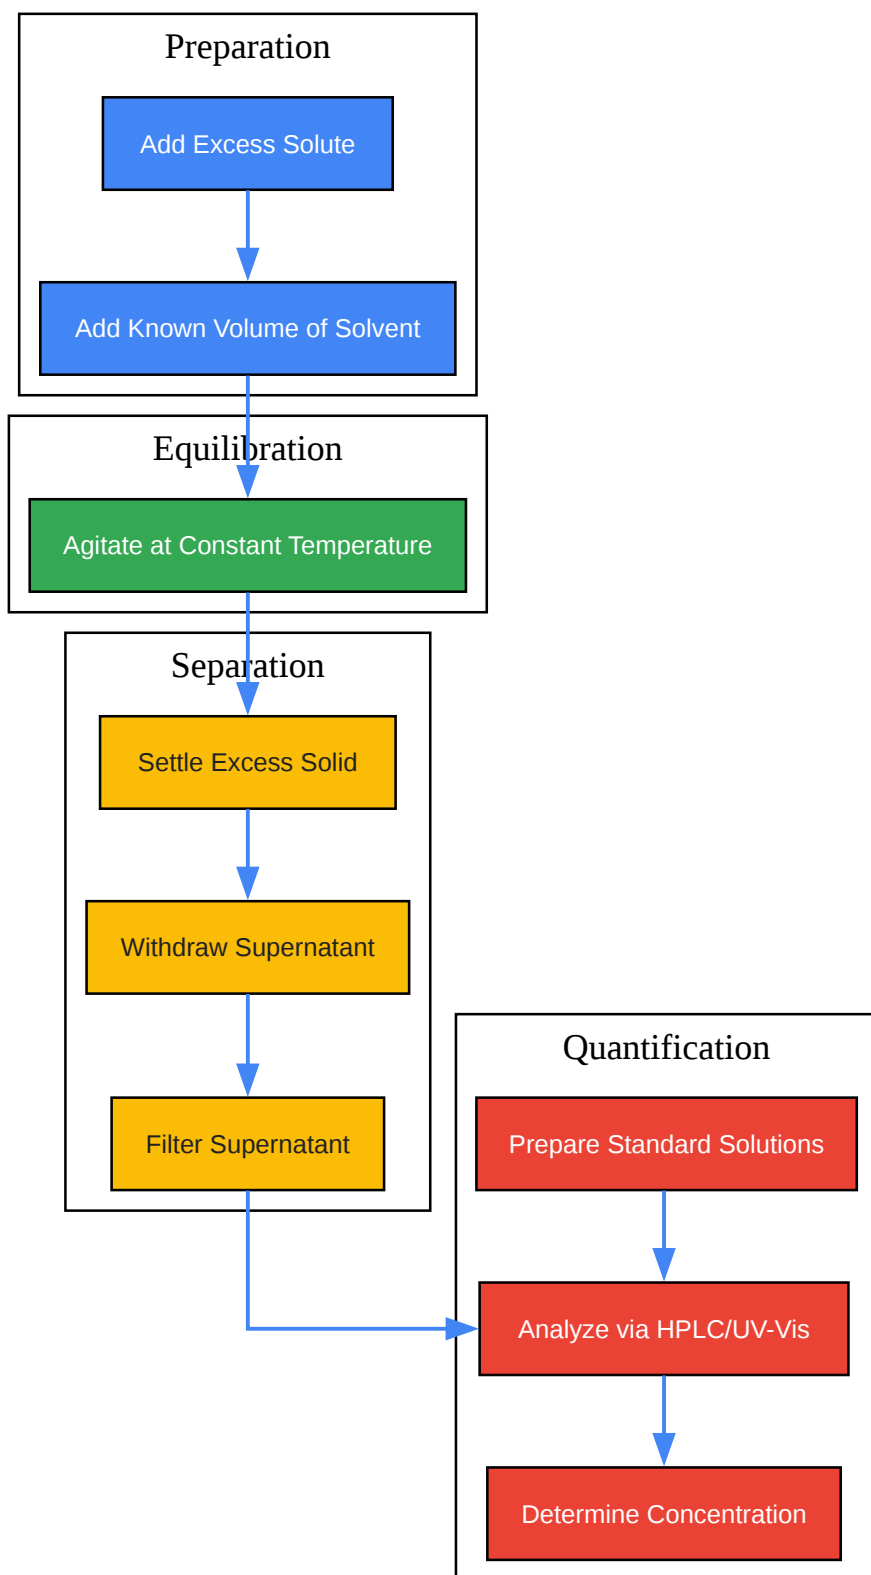 Preparation
Add Excess Solute
Add Known Volume of Solvent
Equilibration
Agitate at Constant Temperature
Separation
Settle Excess Solid
Withdraw Supernatant
Filter Supernatant
Quantification
Prepare Standard Solutions
Analyze via HPLC/UV-Vis
Determine Concentration